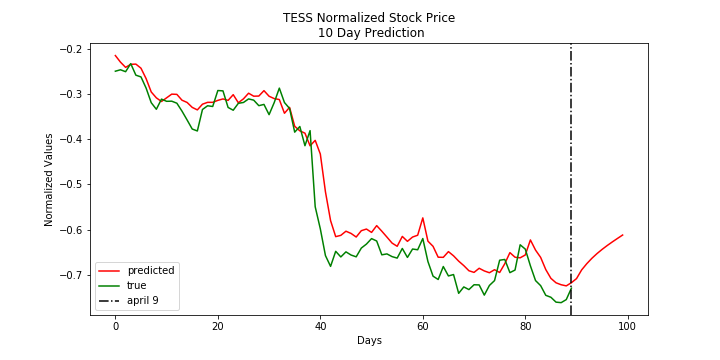 TESS Normalized Stock Price
10 Day Prediction
Normalized Values
−0.2
−0.3
−0.4
−0.5
−0.6
−0.7
predicted
true
april 9
0
20
40
60
80
100
Days